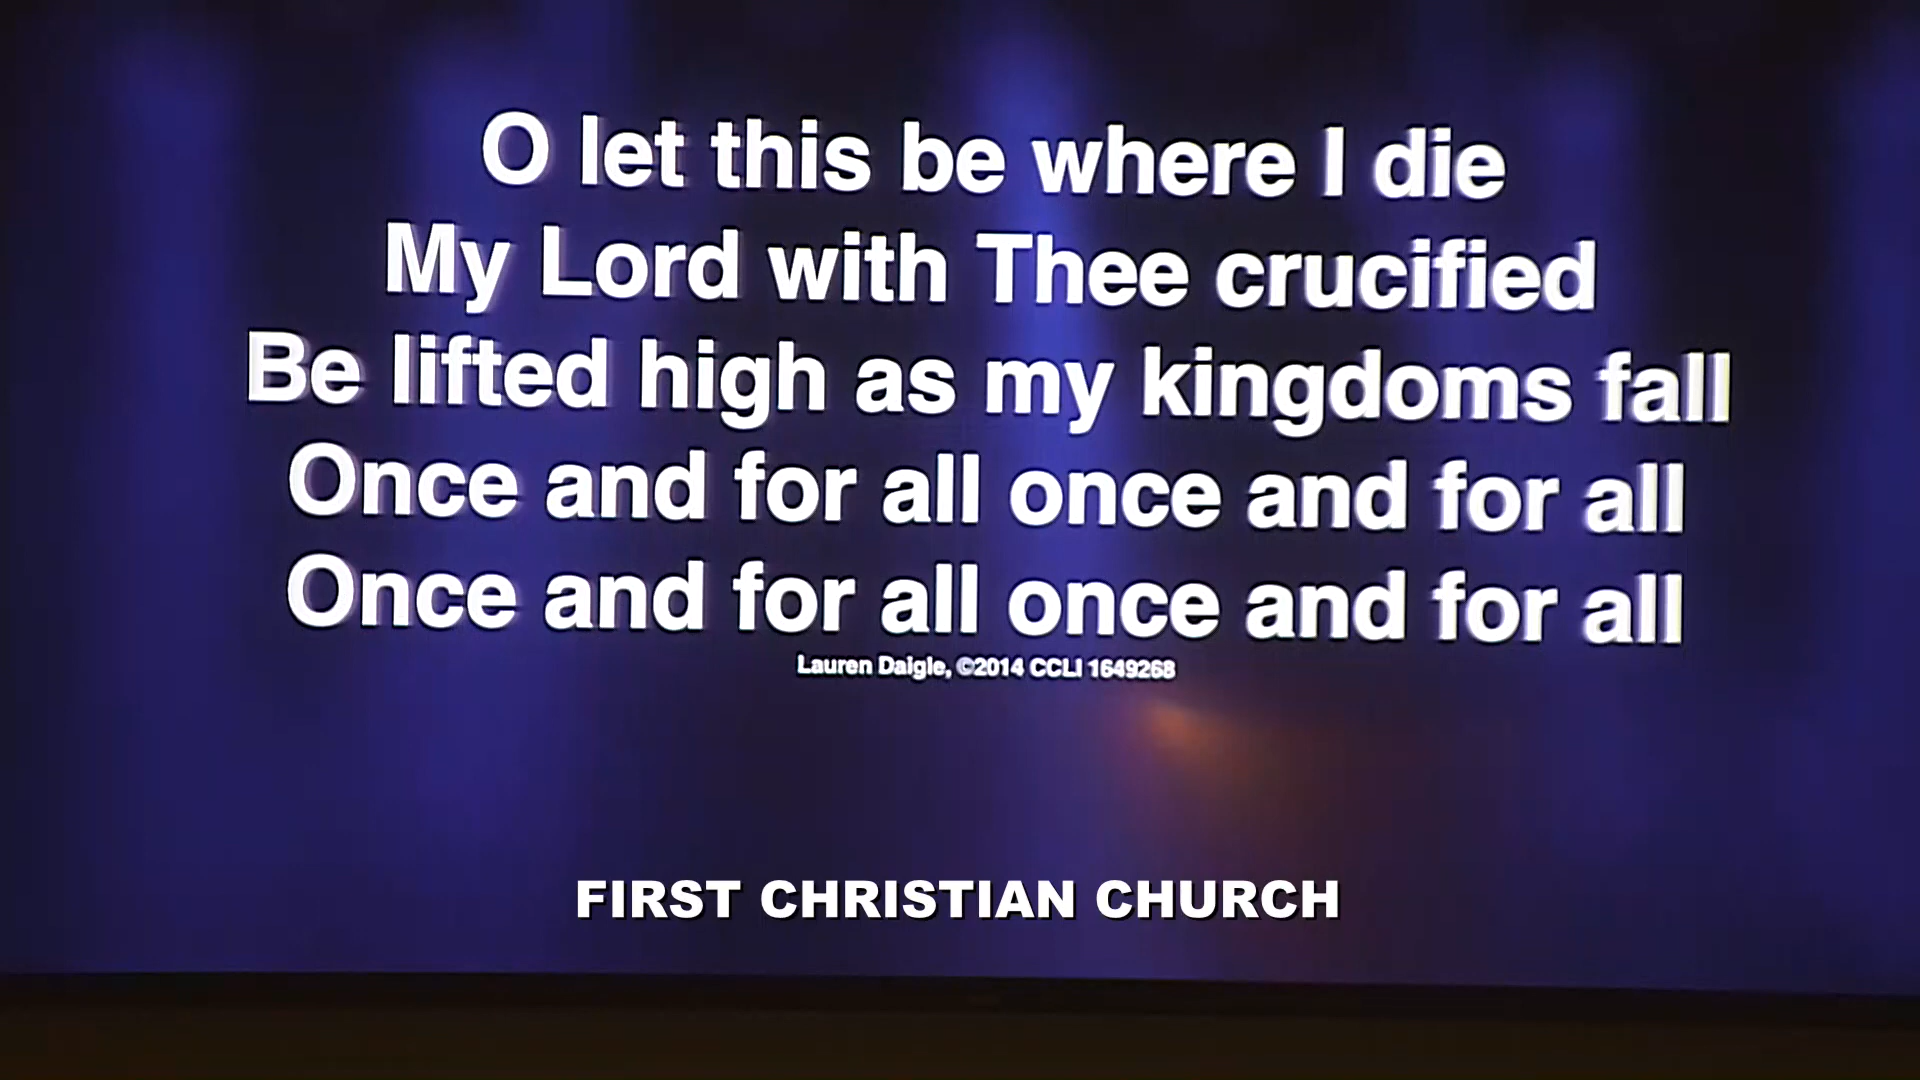 O let this be where I die
My Lord with Thee crucified
Be lifted high as my kingdoms fall
Once and for all once and for all
Once and for all once and for all
Lauren Daigle, ©2014 CCLI 1649268
FIRST CHRISTIAN CHURCH